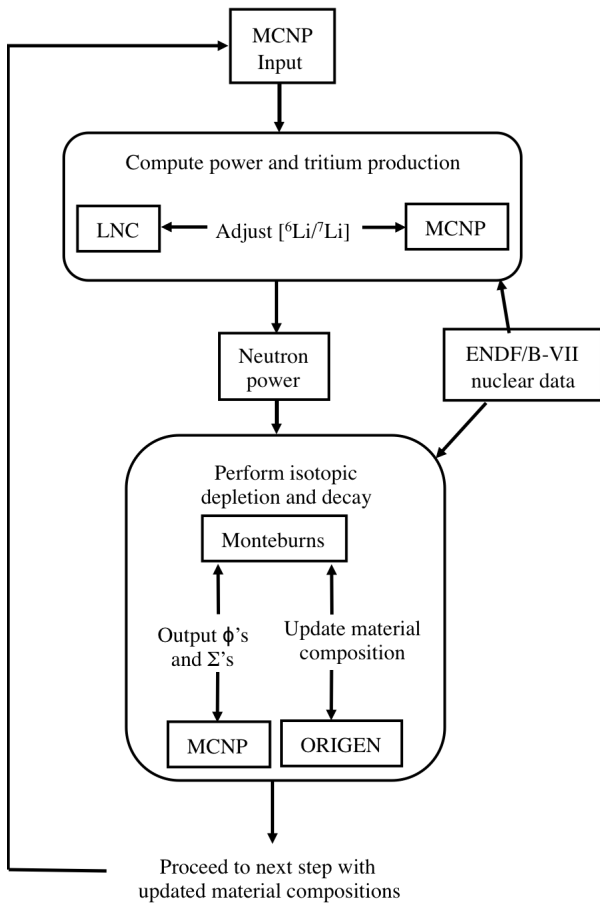 MCNP
Input
Compute power and tritium production
LNC
Adjust [⁶Li/⁷Li]
MCNP
Neutron
power
ENDF/B-VII
nuclear data
Perform isotopic
depletion and decay
Monteburns
Output ϕ's
and Σ's
Update material
composition
MCNP
ORIGEN
Proceed to next step with
updated material compositions